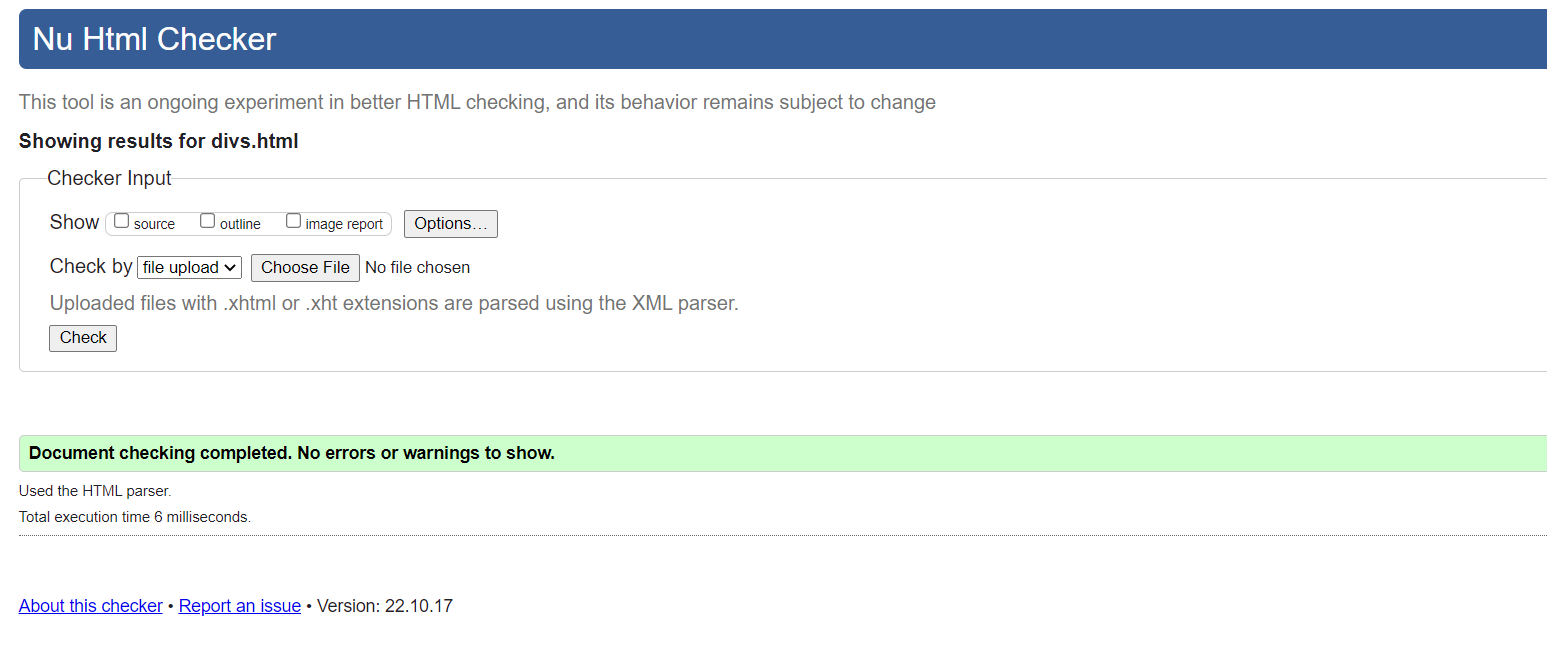 Nu Html Checker
This tool is an ongoing experiment in better HTML checking, and its behavior remains subject to change
Showing results for divs.html
Checker Input
Show source outline image report Options…
Check by file upload Choose File No file chosen
Uploaded files with .xhtml or .xht extensions are parsed using the XML parser.
Check
Document checking completed. No errors or warnings to show.
Used the HTML parser.
Total execution time 6 milliseconds.
About this checker • Report an issue • Version: 22.10.17